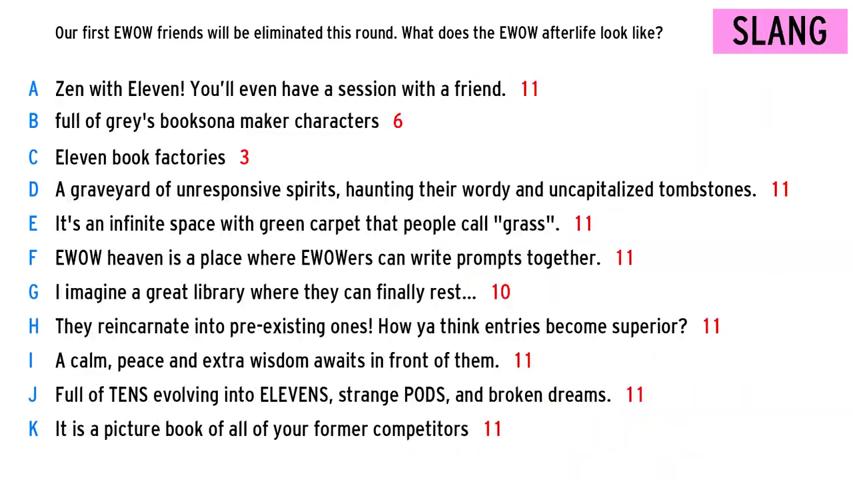 Our first EWOW friends will be eliminated this round. What does the EWOW afterlife look like?
SLANG
A Zen with Eleven! You'll even have a session with a friend. 11
B full of grey's booksona maker characters 6
C Eleven book factories 3
D A graveyard of unresponsive spirits, haunting their wordy and uncapitalized tombstones. 11
E It's an infinite space with green carpet that people call "grass". 11
F EWOW heaven is a place where EWOWers can write prompts together. 11
G I imagine a great library where they can finally rest... 10
H They reincarnate into pre-existing ones! How ya think entries become superior? 11
I A calm, peace and extra wisdom awaits in front of them. 11
J Full of TENS evolving into ELEVENS, strange PODS, and broken dreams. 11
K It is a picture book of all of your former competitors 11